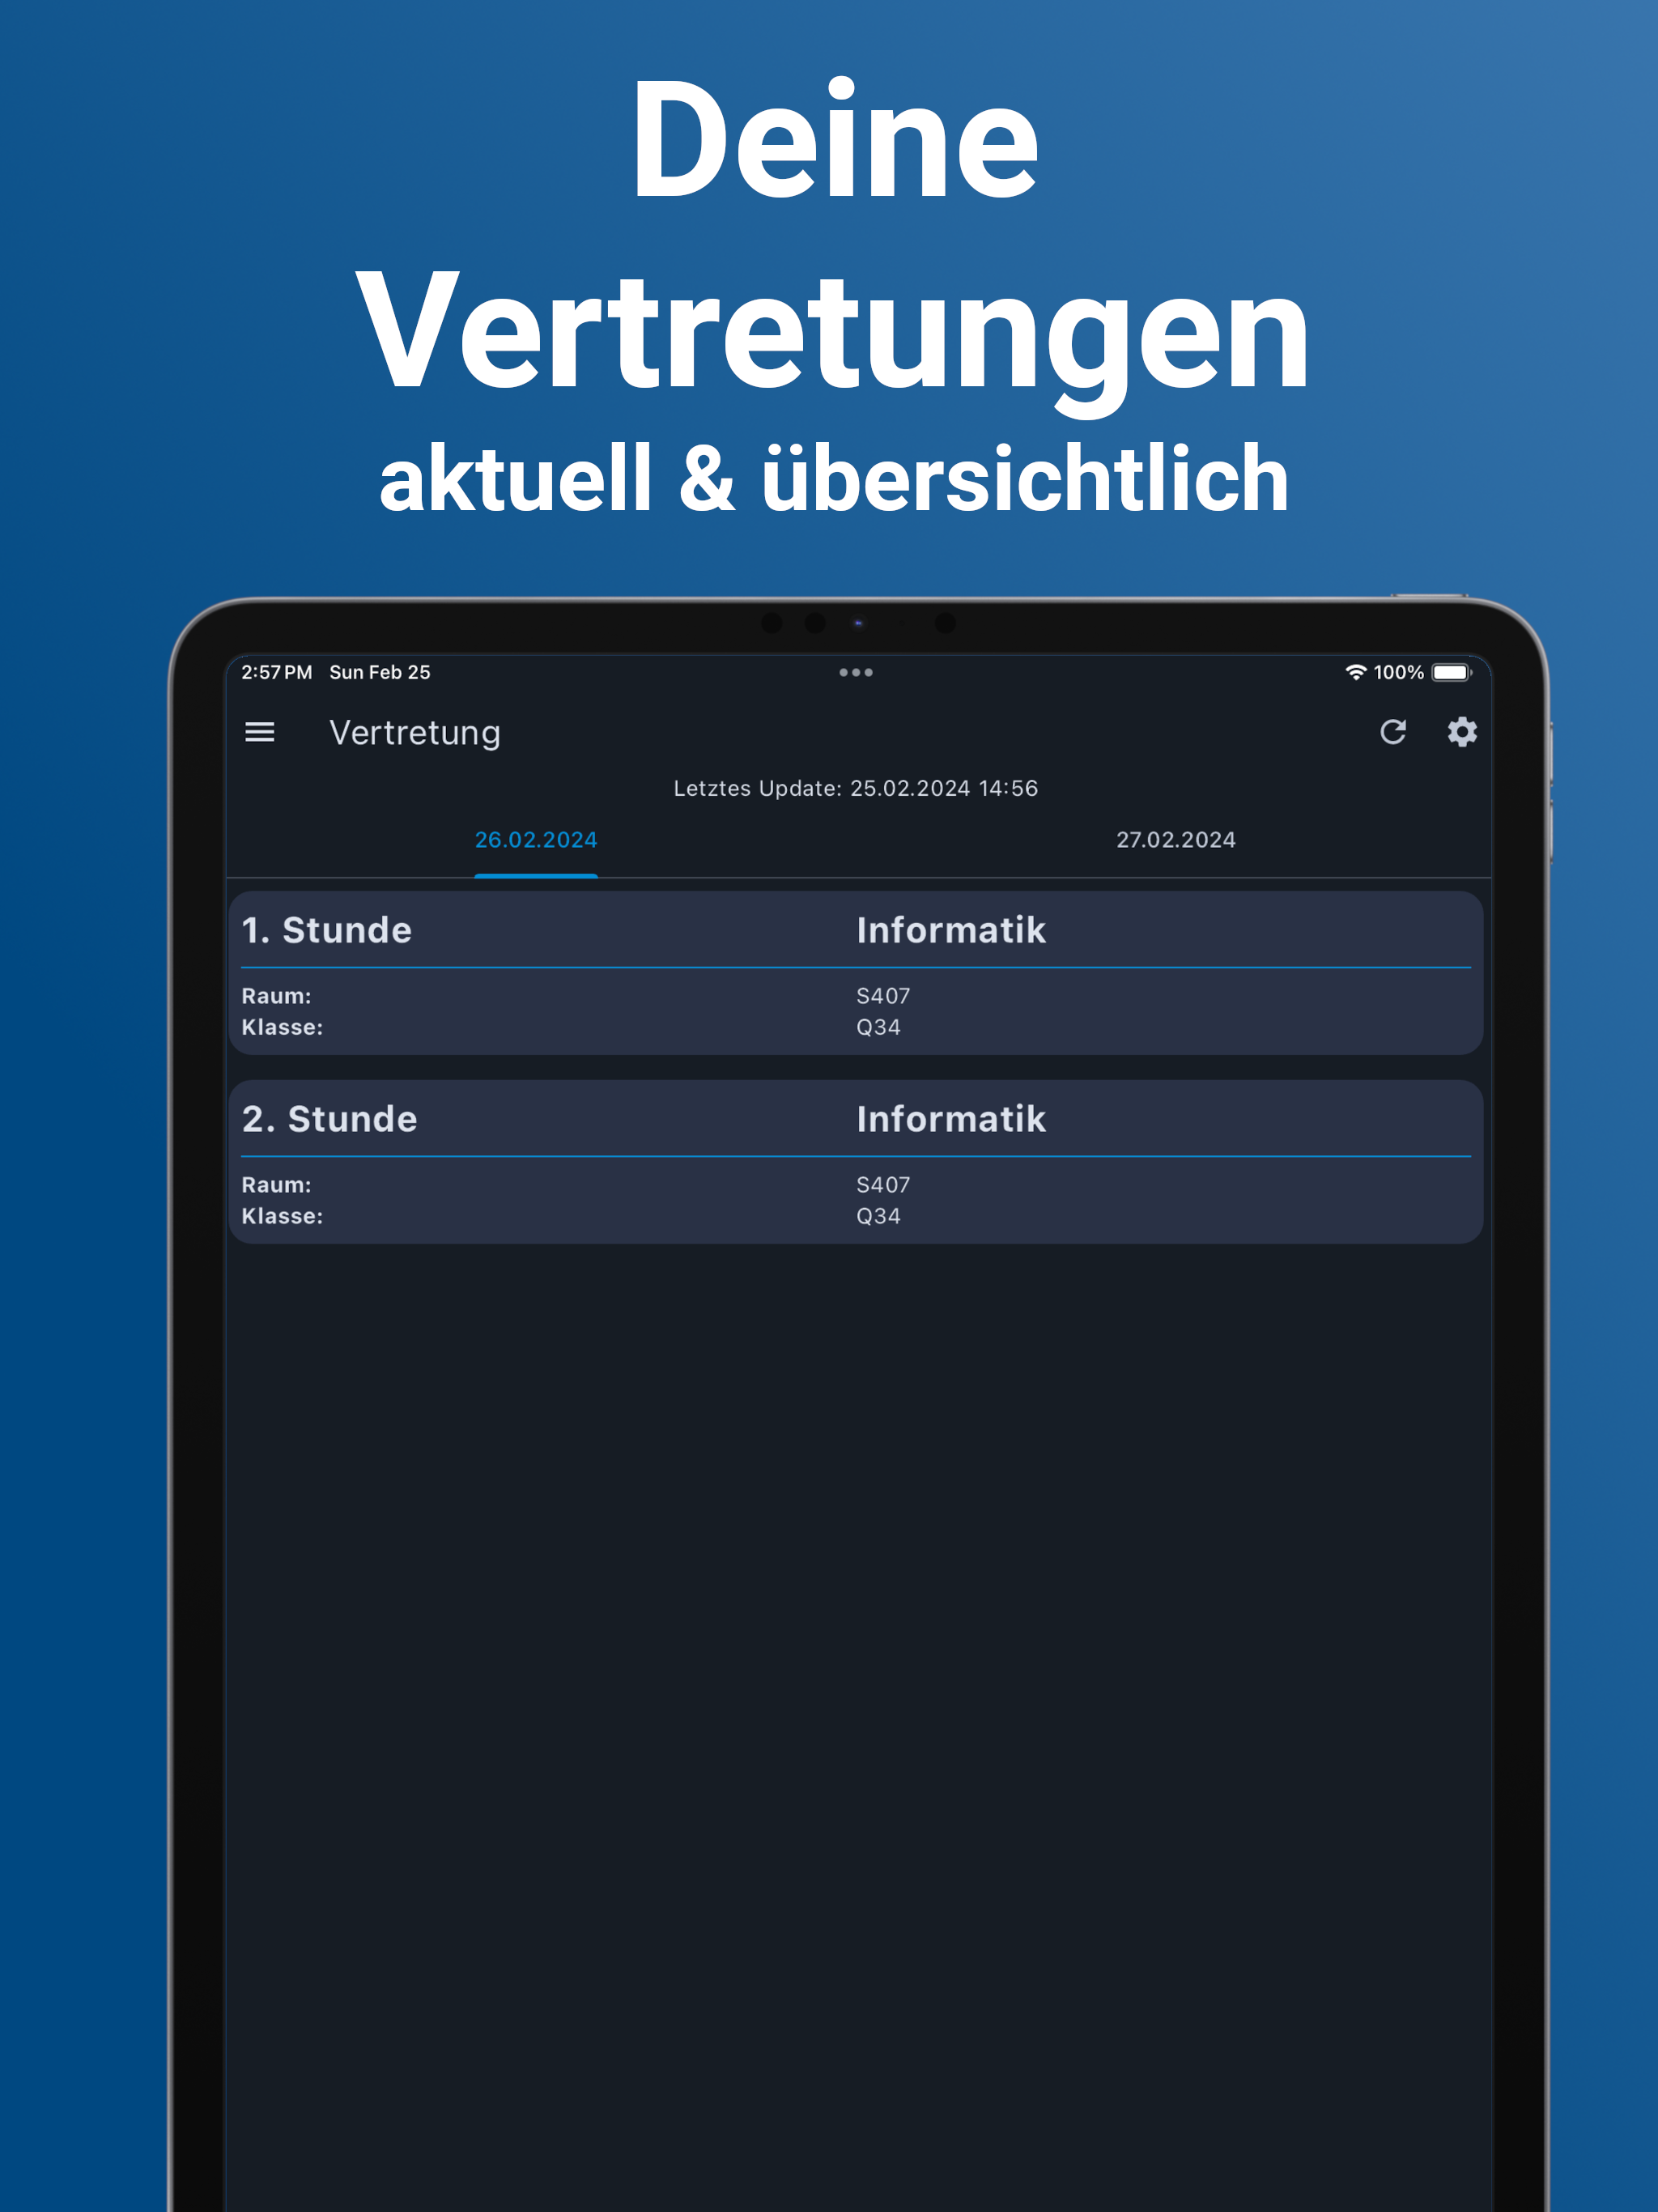 Deine
Vertretungen
aktuell & übersichtlich
2:57 PM Sun Feb 25
100%
Vertretung
Letztes Update: 25.02.2024 14:56
26.02.2024 27.02.2024
1. Stunde Informatik
Raum: S407
Klasse: Q34
2. Stunde Informatik
Raum: S407
Klasse: Q34